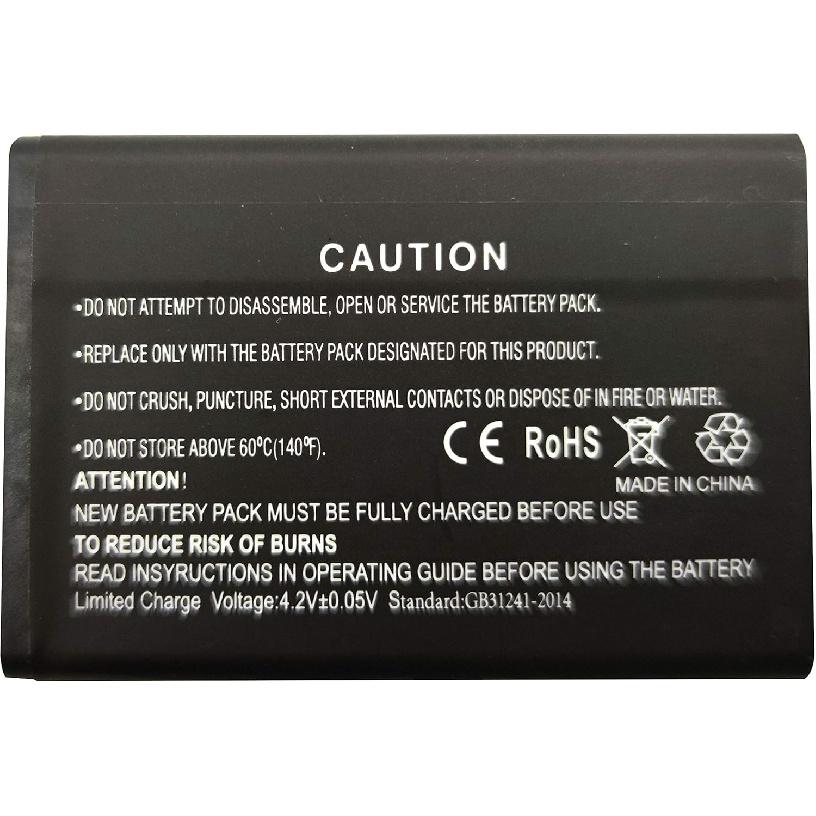 CAUTION
•DO NOT ATTEMPT TO DISASSEMBLE, OPEN OR SERVICE THE BATTERY PACK.
•REPLACE ONLY WITH THE BATTERY PACK DESIGNATED FOR THIS PRODUCT.
•DO NOT CRUSH, PUNCTURE, SHORT EXTERNAL CONTACTS OR DISPOSE OF IN FIRE OR WATER.
•DO NOT STORE ABOVE 60ºC(140ºF).
CE RoHS
ATTENTION!
MADE IN CHINA
NEW BATTERY PACK MUST BE FULLY CHARGED BEFORE USE
TO REDUCE RISK OF BURNS
READ INSYRUCTIONS IN OPERATING GUIDE BEFORE USING THE BATTERY
Limited Charge Voltage:4.2V±0.05V Standard:GB31241-2014